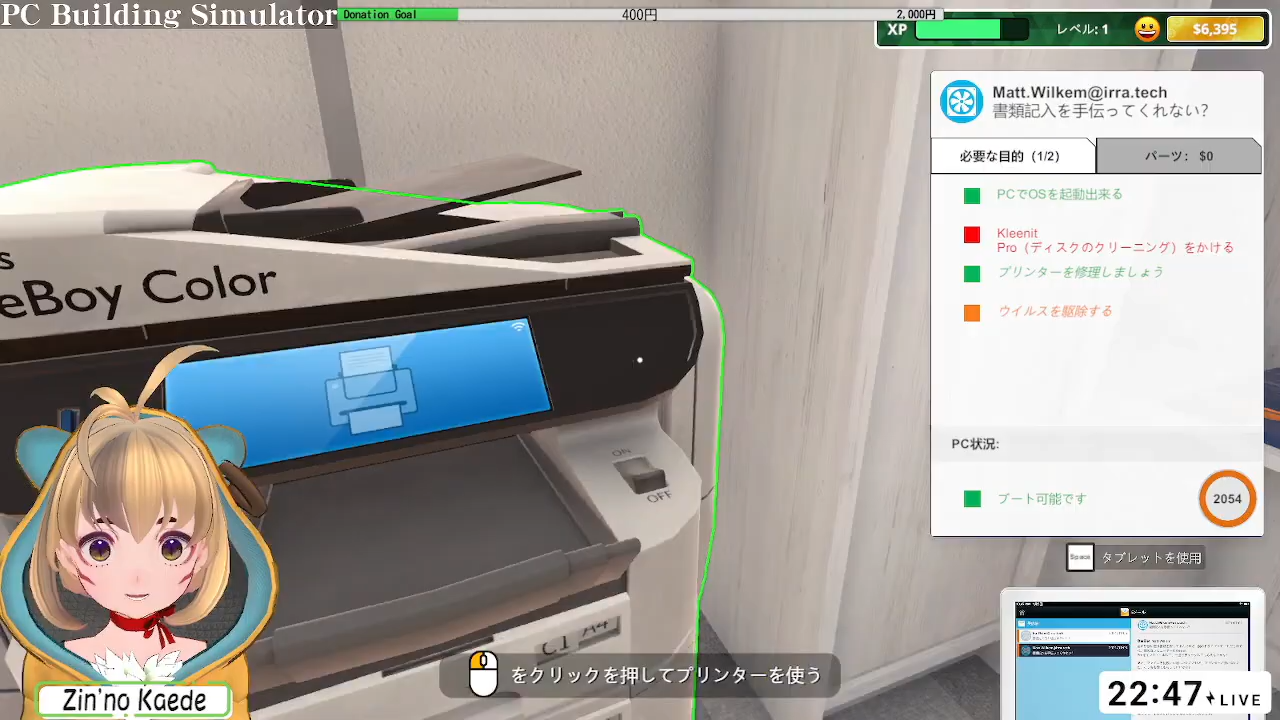 PC Building Simulator
Donation Goal
400円
2,000円
XP
レベル: 1
$6,395
Matt.Wilkem@irra.tech
書類記入を手伝ってくれない?
必要な目的 (1/2)
パーツ: $0
PCでOSを起動出来る
Kleenit
Pro（ディスクのクリーニング）をかける
プリンターを修理しましょう
ウイルスを駆除する
PC状況:
ブート可能です
2054
Space
タブレットを使用
s
eBoy Color
ON
OFF
C1 A4
をクリックを押してプリンターを使う
Zin'no Kaede
22:47
LIVE